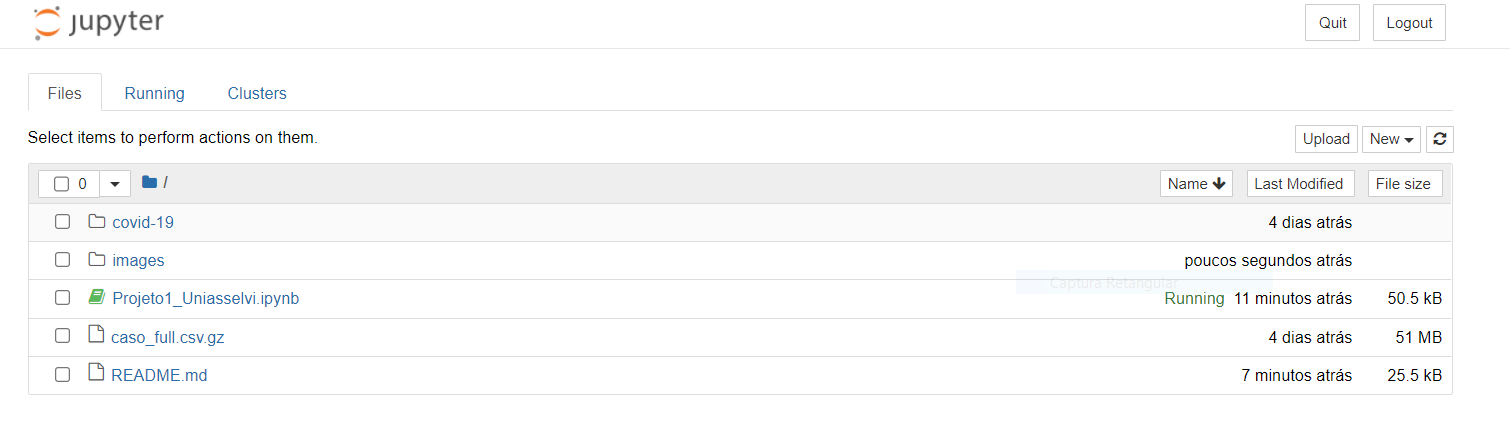 jupyter Quit Logout
Files Running Clusters
Select items to perform actions on them. Upload New
0 / Name Last Modified File size
covid-19 4 dias atrás
images poucos segundos atrás
Captura Retangular
Projeto1_Uniasselvi.ipynb Running 11 minutos atrás 50.5 kB
caso_full.csv.gz 4 dias atrás 51 MB
README.md 7 minutos atrás 25.5 kB